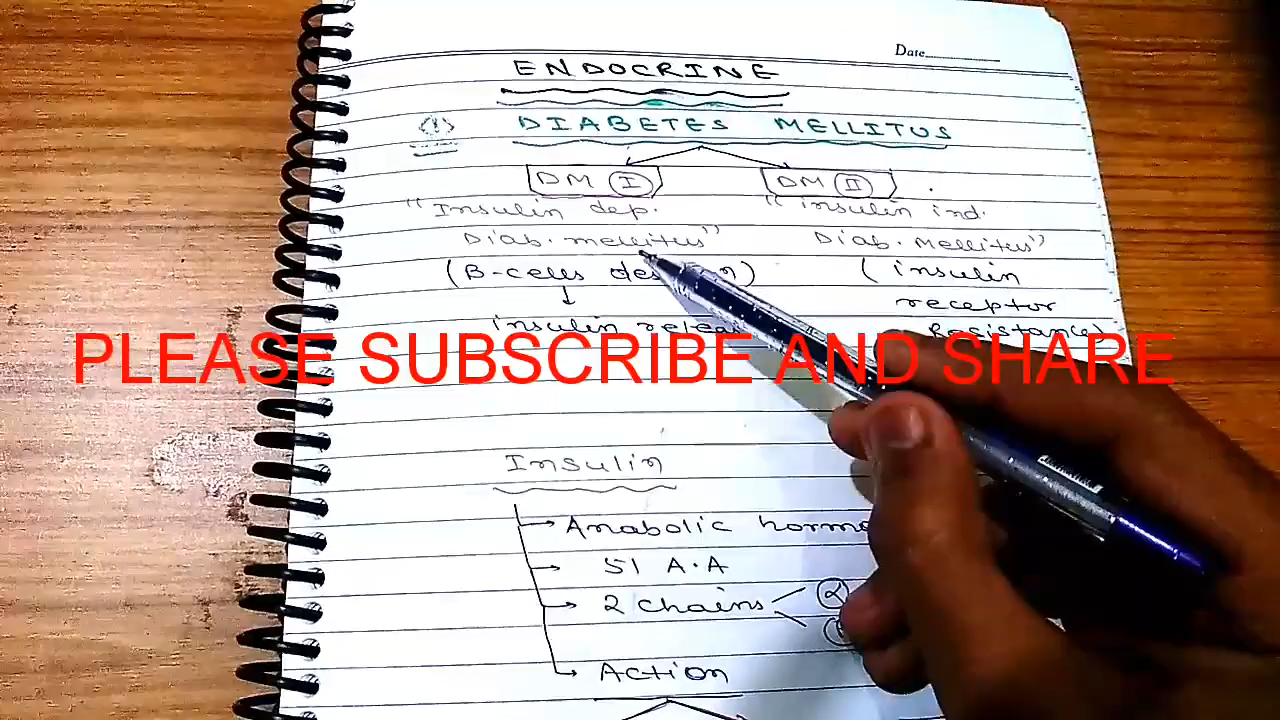 Date
ENDOCRINE
① DIABETES MELLITUS
DM Ⅰ DM Ⅱ
"Insulin dep. "insulin ind.
Diab. mellitus" Diab. Mellitus"
(B-cells ( insulin
receptor
insulin Resistance)
PLEASE SUBSCRIBE AND SHARE
Insulin
Anabolic
51 A.A
2 chains α
Action